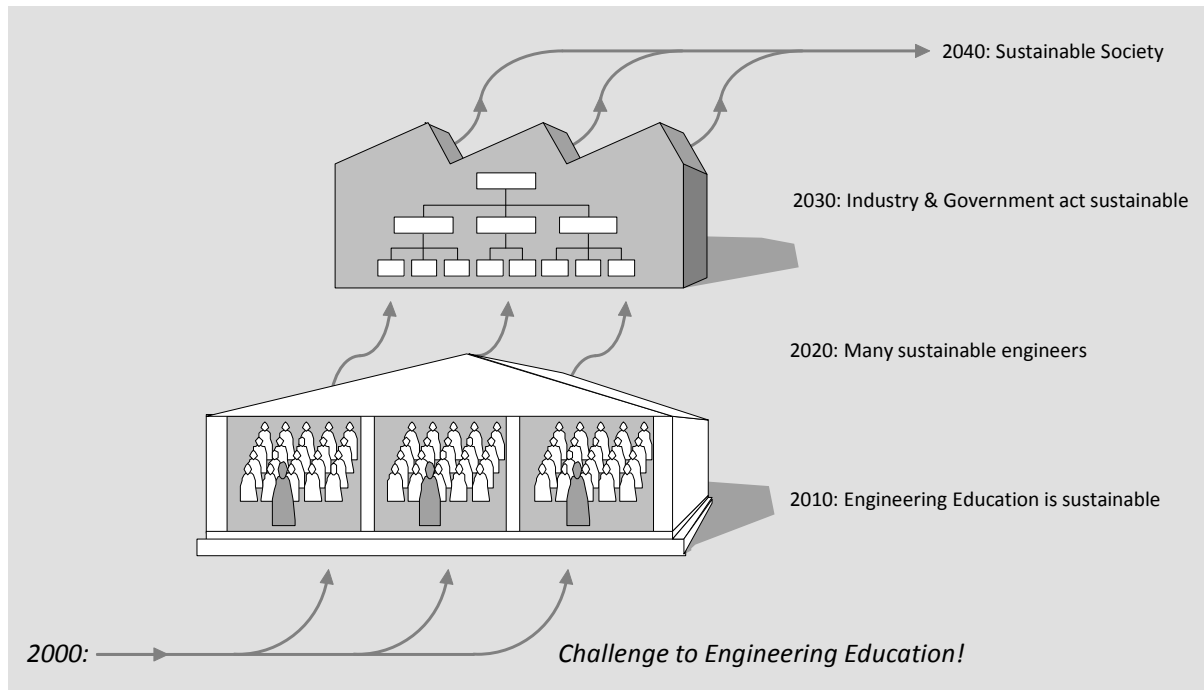 2040: Sustainable Society
2030: Industry & Government act sustainable
2020: Many sustainable engineers
2010: Engineering Education is sustainable
2000:
Challenge to Engineering Education!